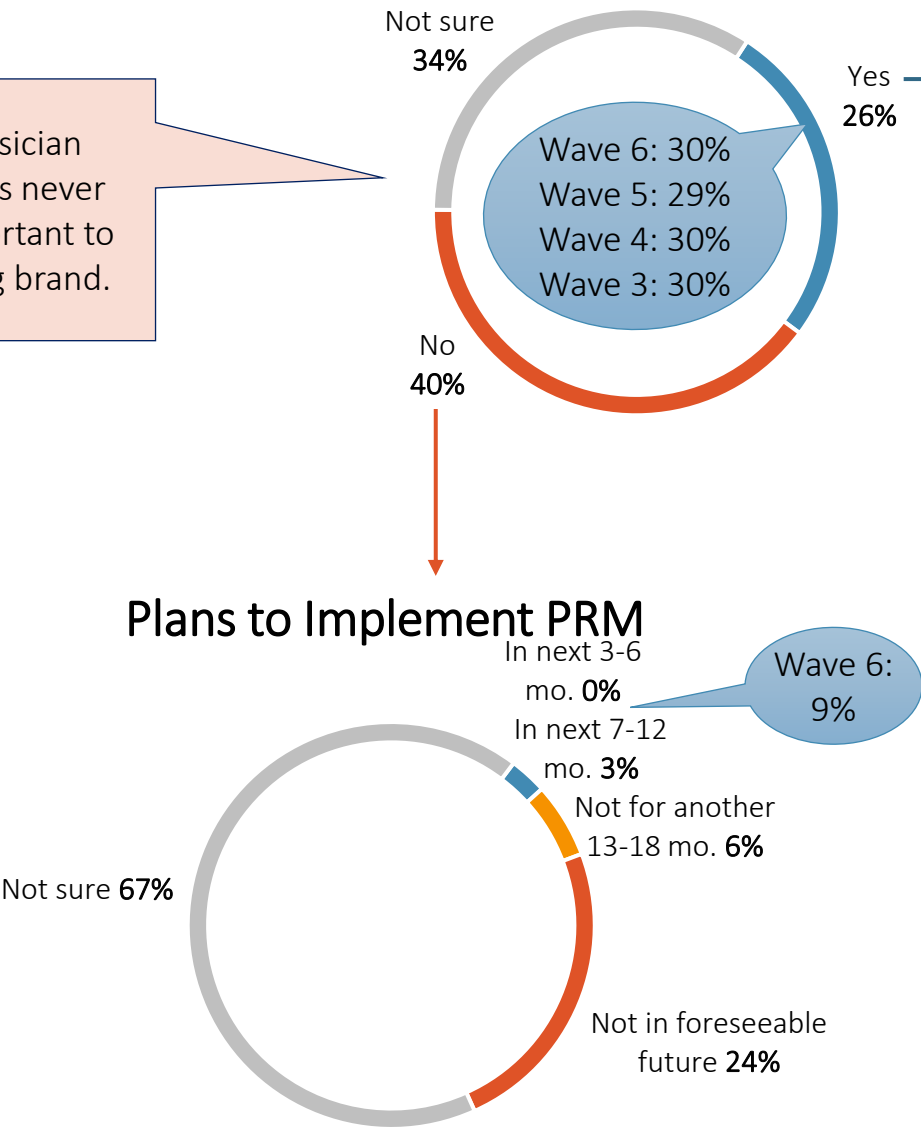 Not sure
34%
Yes
26%
sician
s never
rtant to
g brand.
Wave 6: 30%
Wave 5: 29%
Wave 4: 30%
Wave 3: 30%
No
40%
Plans to Implement PRM
In next 3-6
mo. 0%
Wave 6:
9%
In next 7-12
mo. 3%
Not for another
13-18 mo. 6%
Not sure 67%
Not in foreseeable
future 24%